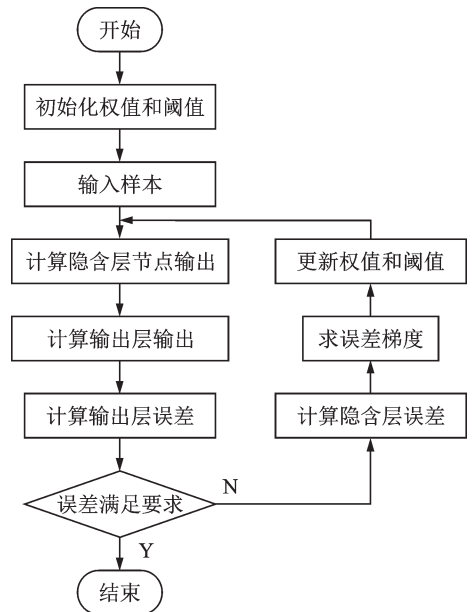 开始
初始化权值和阈值
输入样本
计算隐含层节点输出
更新权值和阈值
计算输出层输出
求误差梯度
计算输出层误差
计算隐含层误差
误差满足要求
N
Y
结束